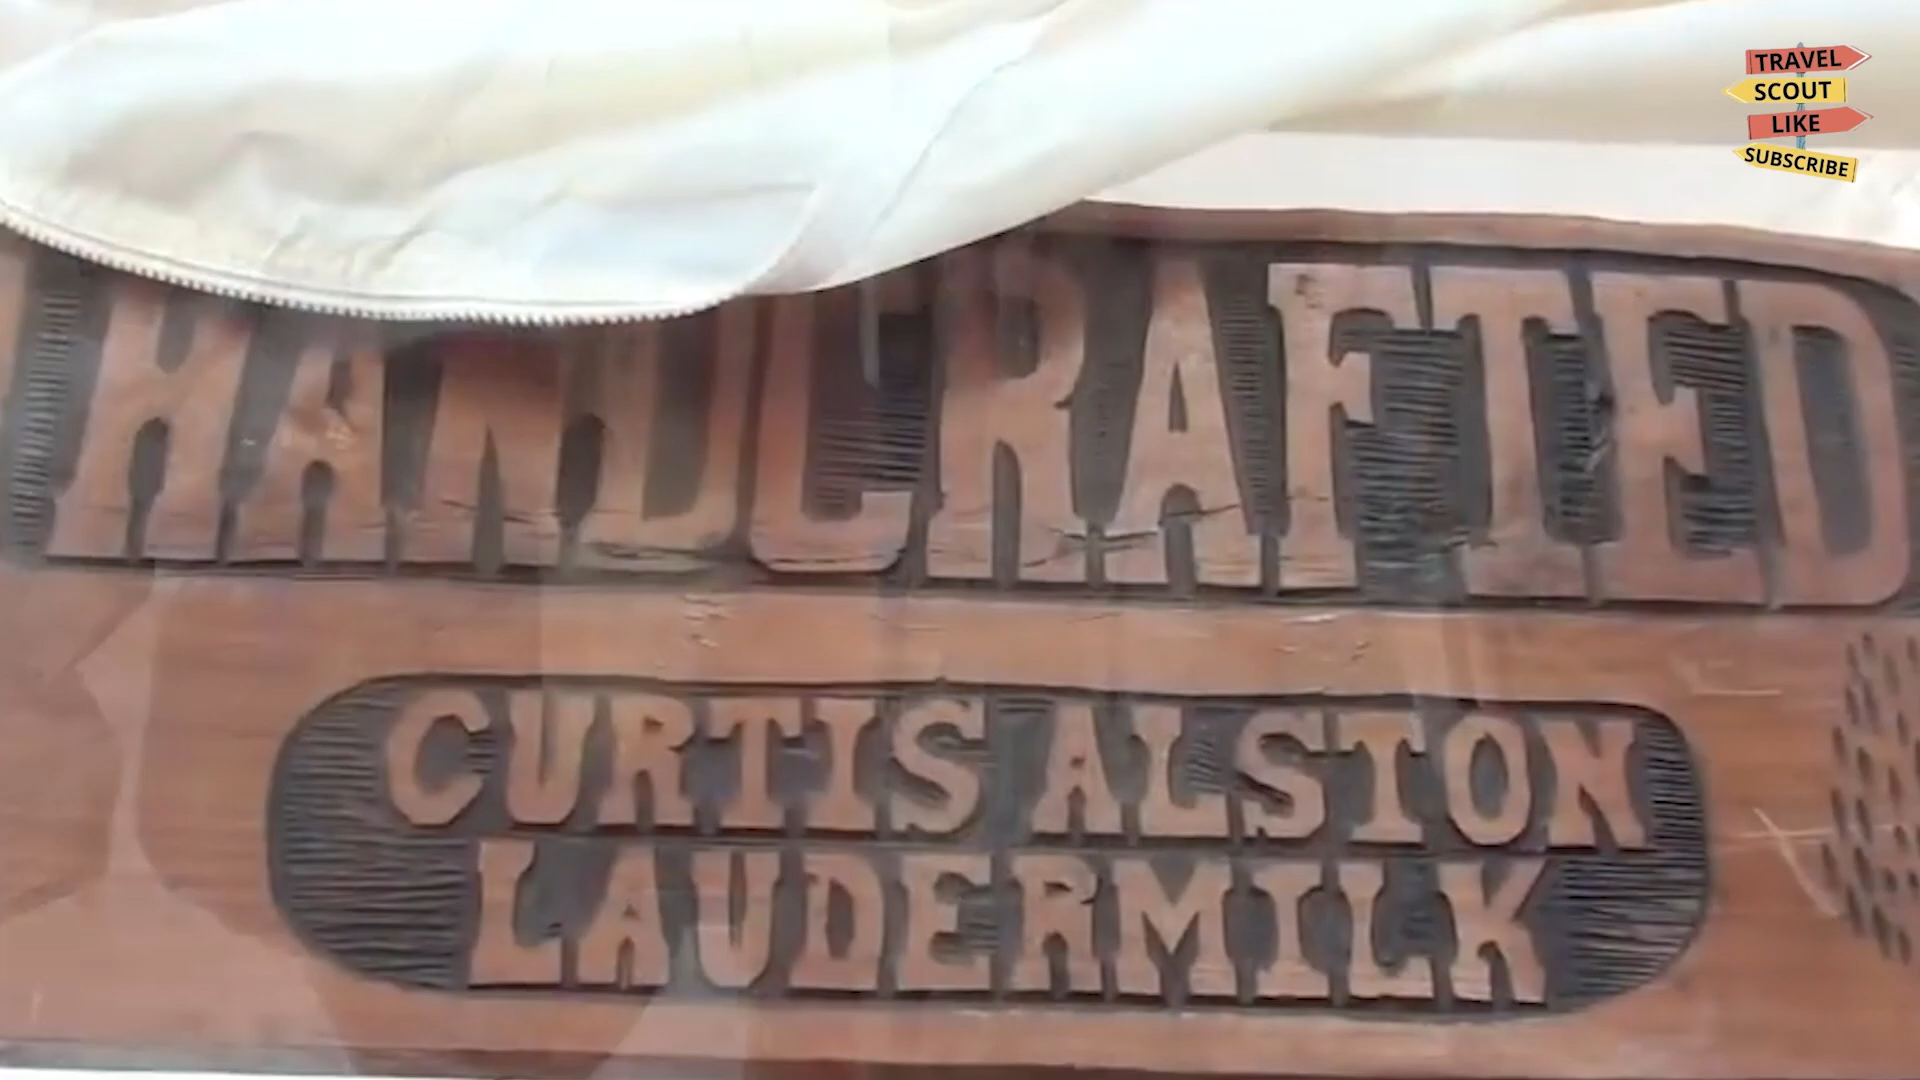 TRAVEL
SCOUT
LIKE
SUBSCRIBE
HANDCRAFTED
CURTIS ALSTON
LAUDERMILK